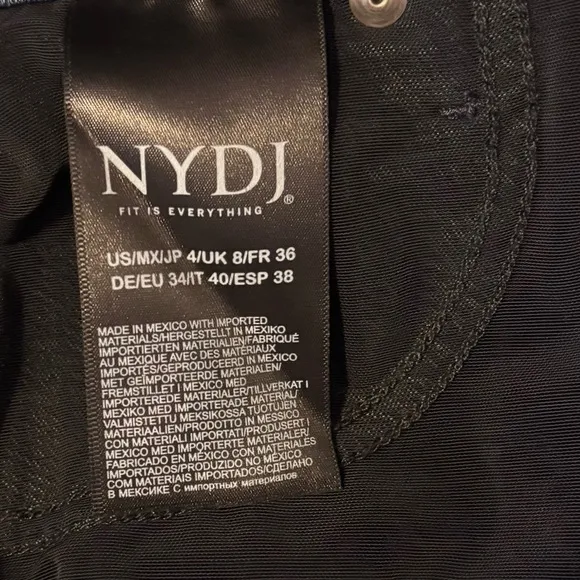 NYDJ®
FIT IS EVERYTHING
US/MX/JP 4/UK 8/FR 36
DE/EU 34/IT 40/ESP 38
MADE IN MEXICO WITH IMPORTED
MATERIALS/HERGESTELLT IN MEXIKO
IMPORTIERTEN MATERIALIEN/FABRIQUÉ
AU MEXIQUE AVEC DES MATÉRIAUX
IMPORTÉS/GEPRODUCEERD IN MEXICO
MET GEÏMPORTEERDE MATERIALEN/
FREMSTILLET I MEXICO MED
IMPORTEREDE MATERIALER/TILLVERKAT I
MEXIKO MED IMPORTERADE MATERIAL/
VALMISTETTU MEKSIKOSSA TUOTUJEN
MATERIAALIEN/PRODOTTO IN MESSICO
CON MATERIALI IMPORTATI/PRODUSERT I
MEXICO MED IMPORTERTE MATERIALER/
FABRICADO EN MÉXICO CON MATERIALES
IMPORTADOS/PRODUZIDO NO MÉXICO
COM MATERIAIS IMPORTADOS/СДЕЛАНО
В МЕКСИКЕ С импортных материалов